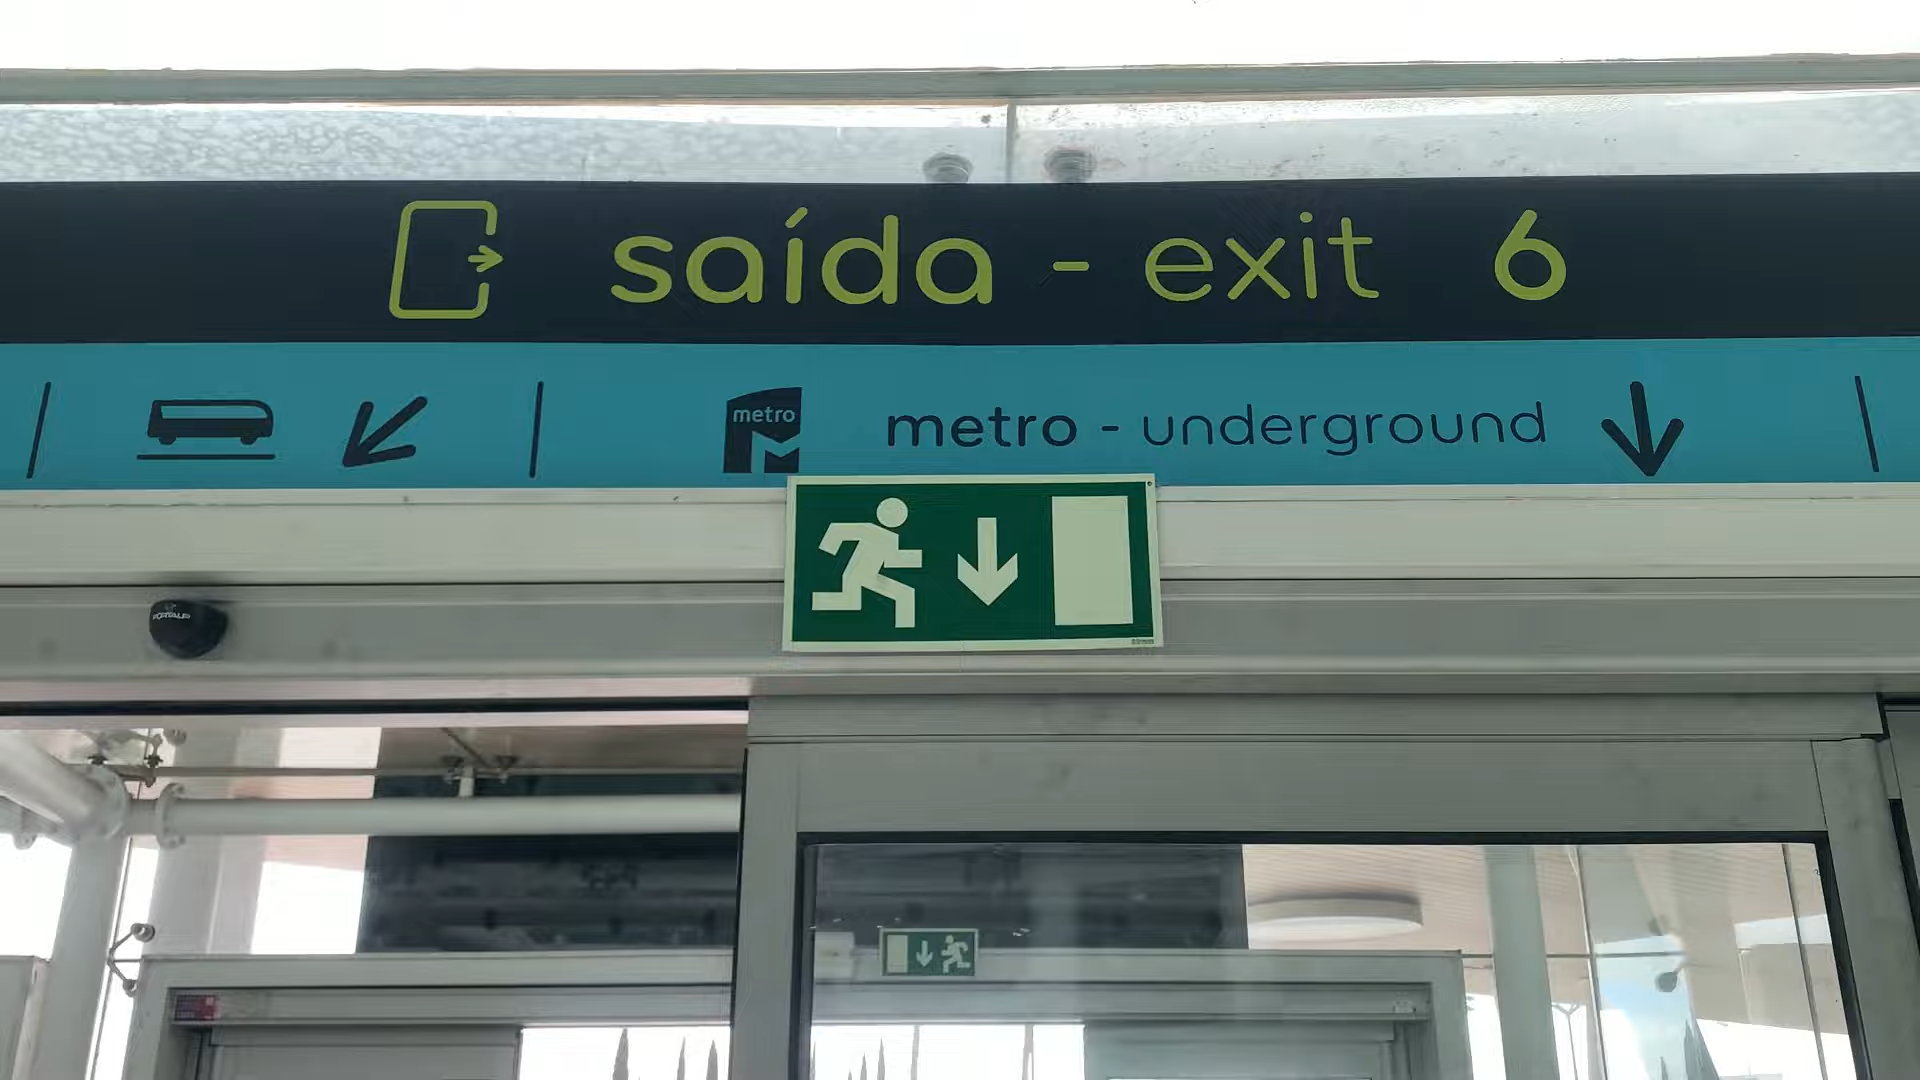 saída - exit 6
metro
metro - underground